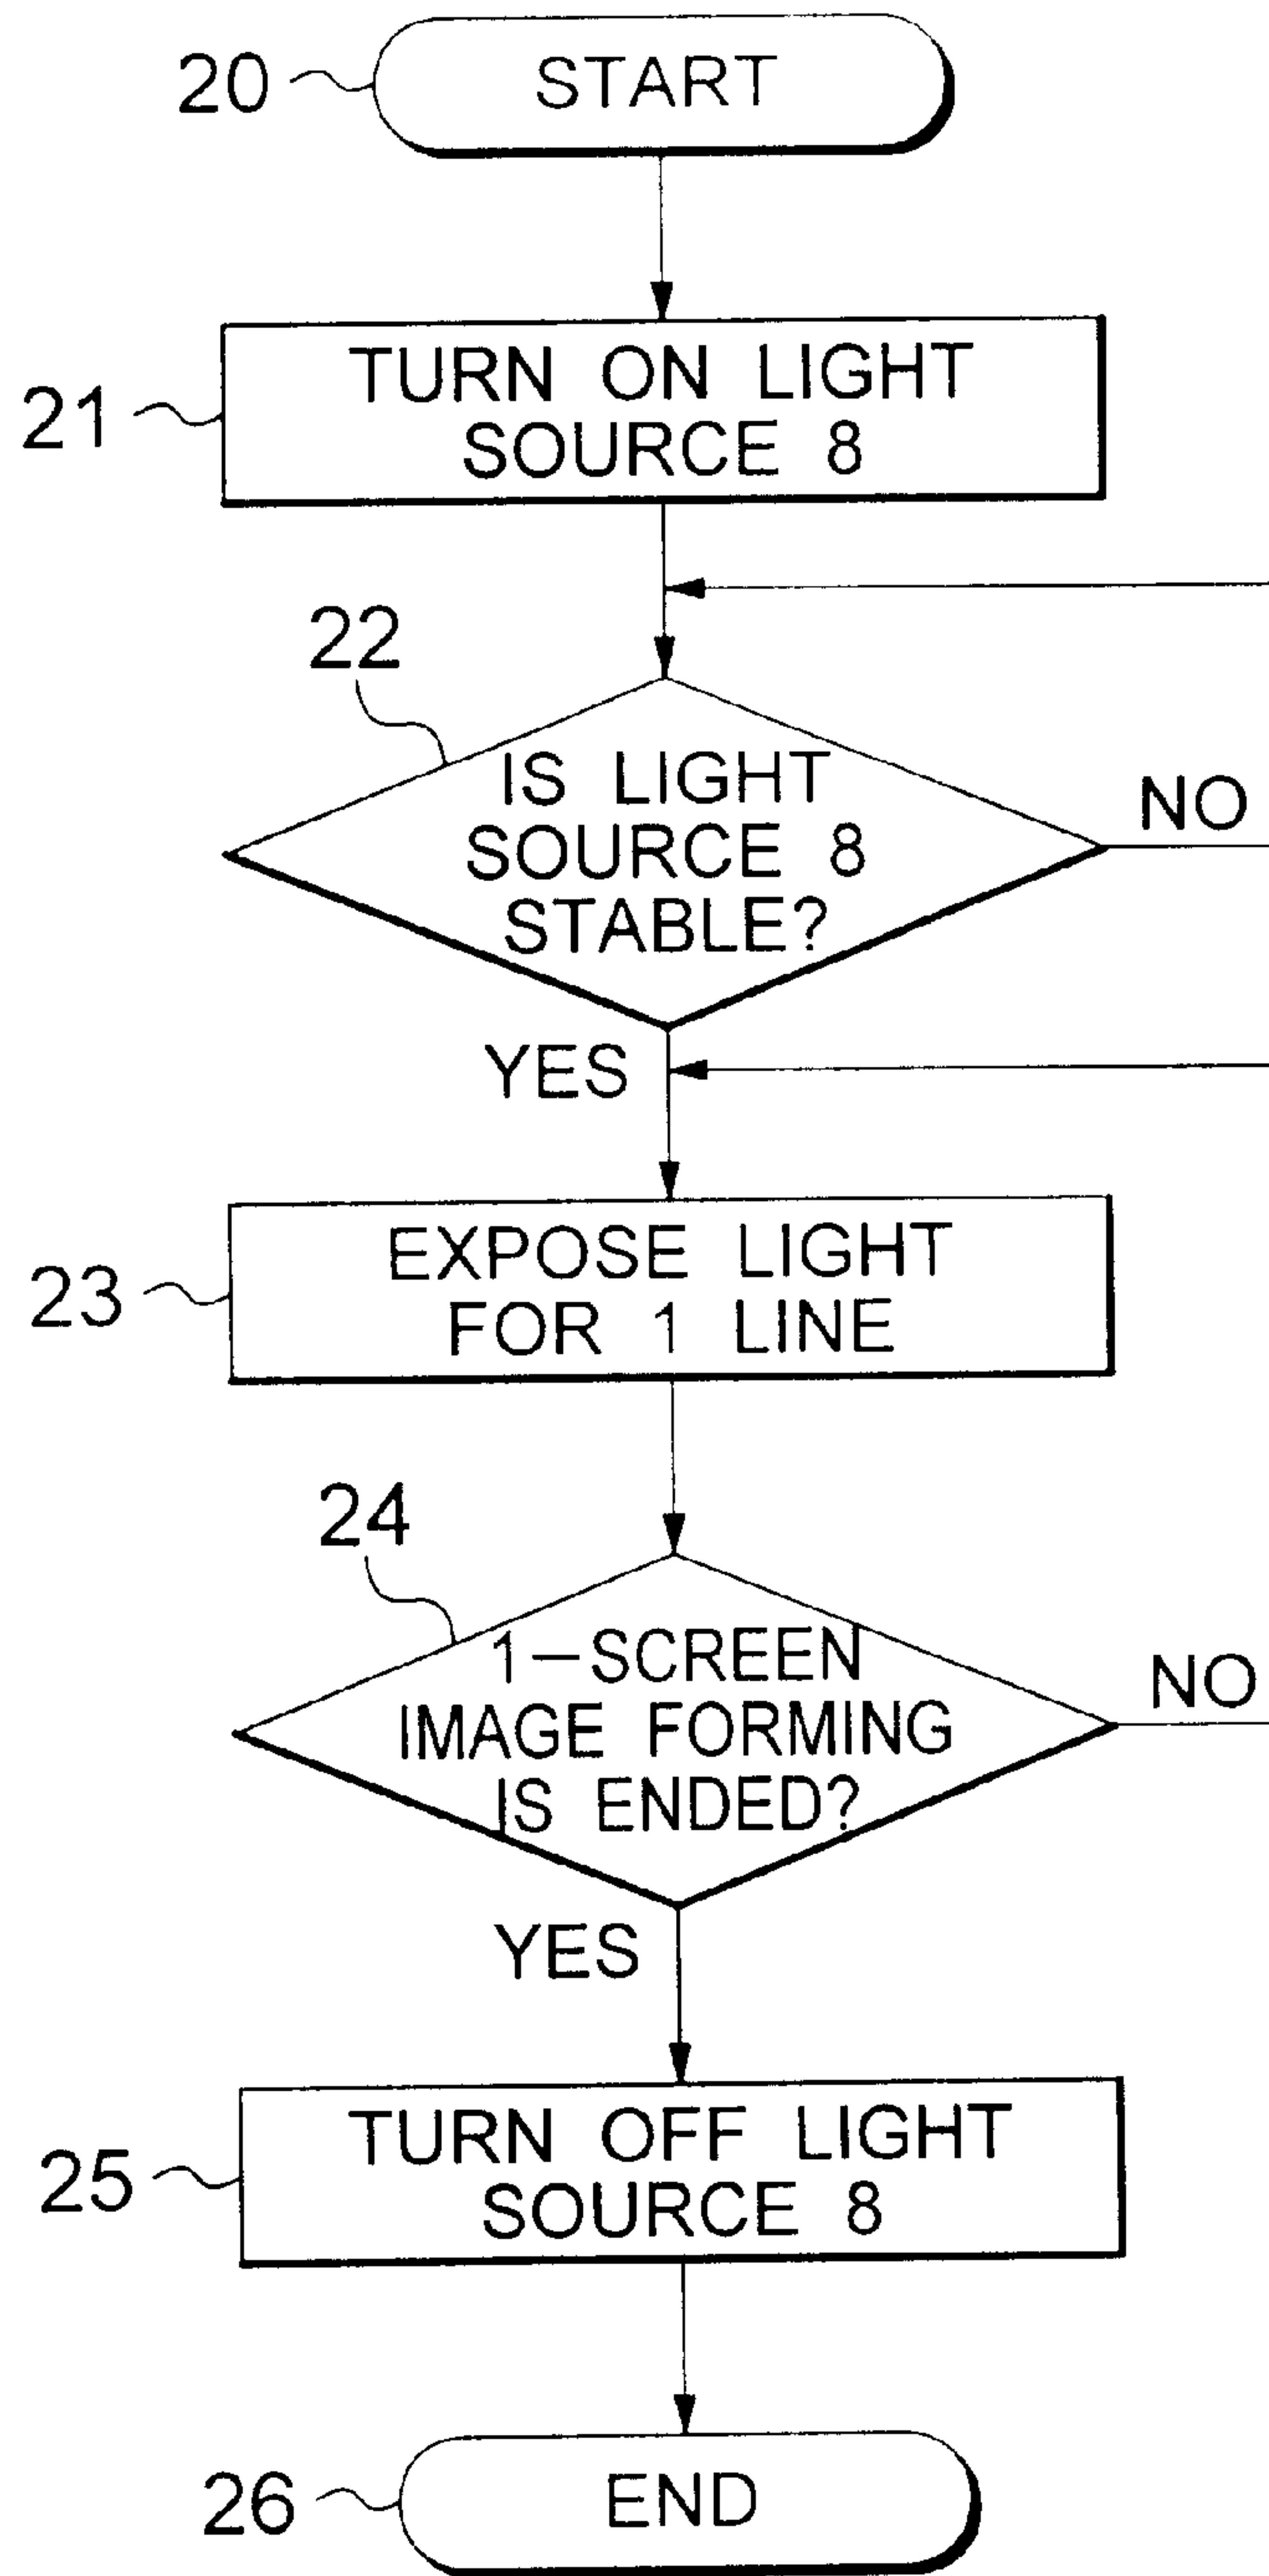 20
START
21
TURN ON LIGHT
SOURCE 8
22
IS LIGHT
SOURCE 8
STABLE?
NO
YES
23
EXPOSE LIGHT
FOR 1 LINE
24
1-SCREEN
IMAGE FORMING
IS ENDED?
NO
YES
25
TURN OFF LIGHT
SOURCE 8
26
END